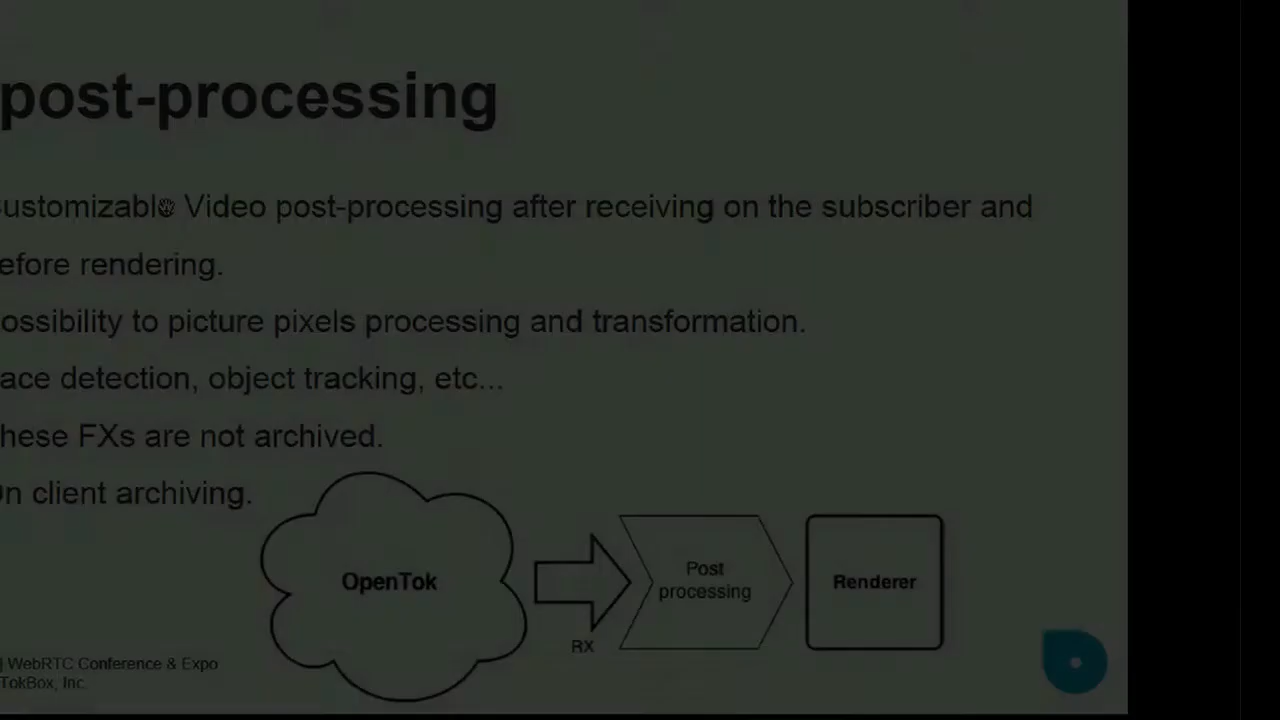 post-processing
ustomizable Video post-processing after receiving on the subscriber and
efore rendering.
ossibility to picture pixels processing and transformation.
ace detection, object tracking, etc...
hese FXs are not archived.
On client archiving.
OpenTok
RX
Post
processing
Renderer
| WebRTC Conference & Expo
TokBox, Inc.